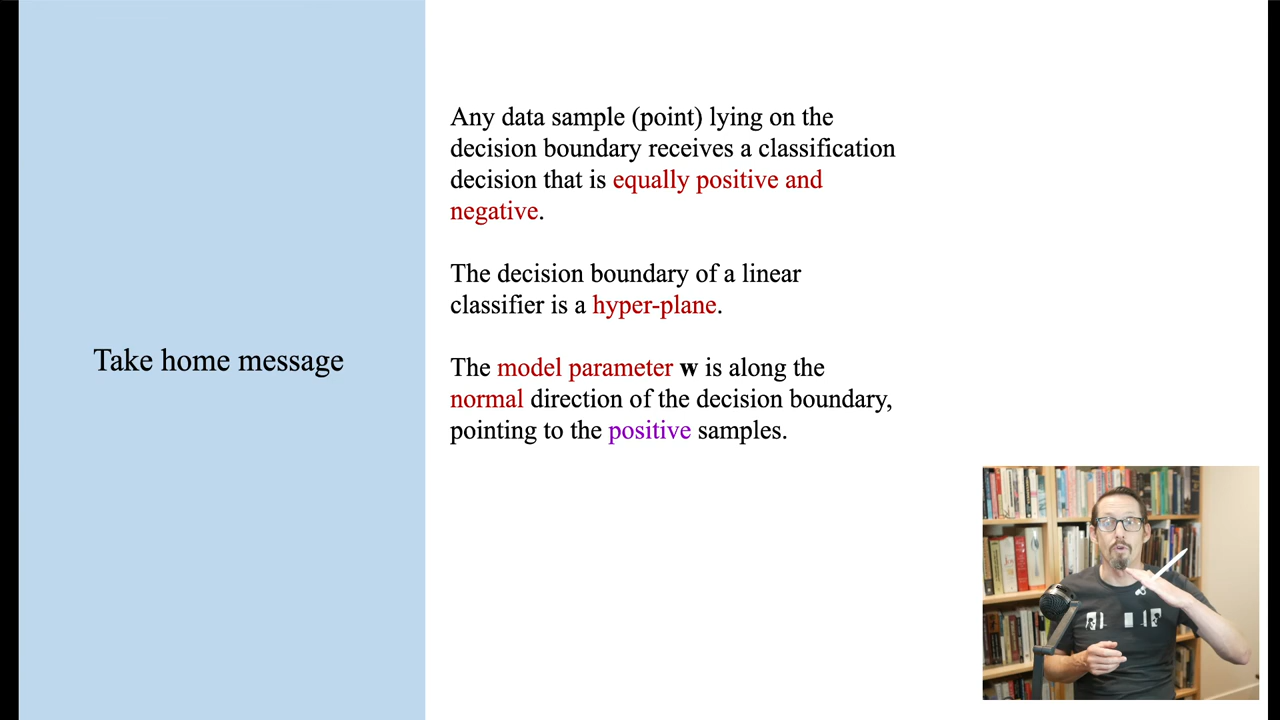 Take home message
Any data sample (point) lying on the
decision boundary receives a classification
decision that is equally positive and
negative.
The decision boundary of a linear
classifier is a hyper-plane.
The model parameter w is along the
normal direction of the decision boundary,
pointing to the positive samples.